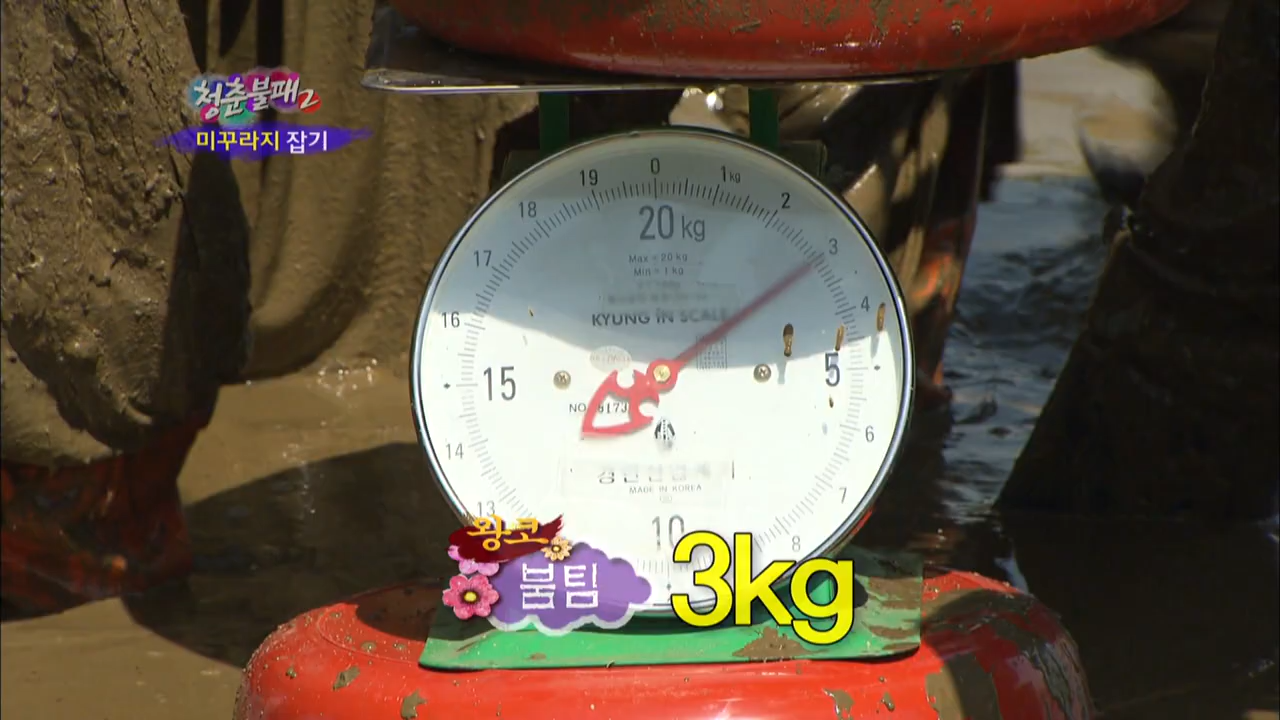 청춘불패2
미꾸라지 잡기
0
1kg
2
3
4
5
6
7
8
10
13
14
15
16
17
18
19
20 kg
Max = 20 kg
Min = 1 kg
KYUNG IN SCALE
NO. 9173
MADE IN KOREA
왕코
붐팀
3kg